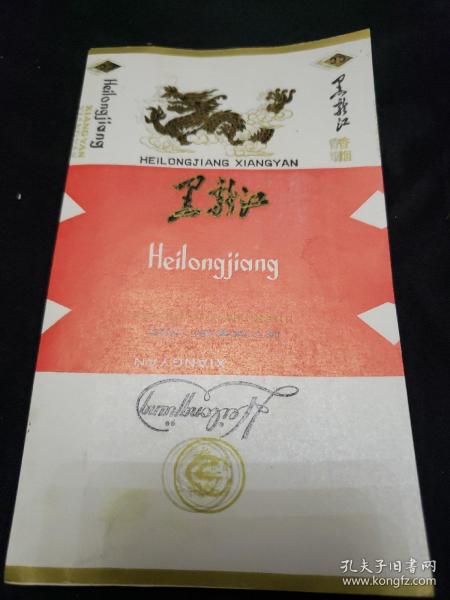 Heilongjiang
XIANGYAN
HEILONGJIANG XIANGYAN
黑龙江
香烟
黑龙江
Heilongjiang
XIANGYAN
Heilongjiang
孔夫子旧书网
www.kongfz.com